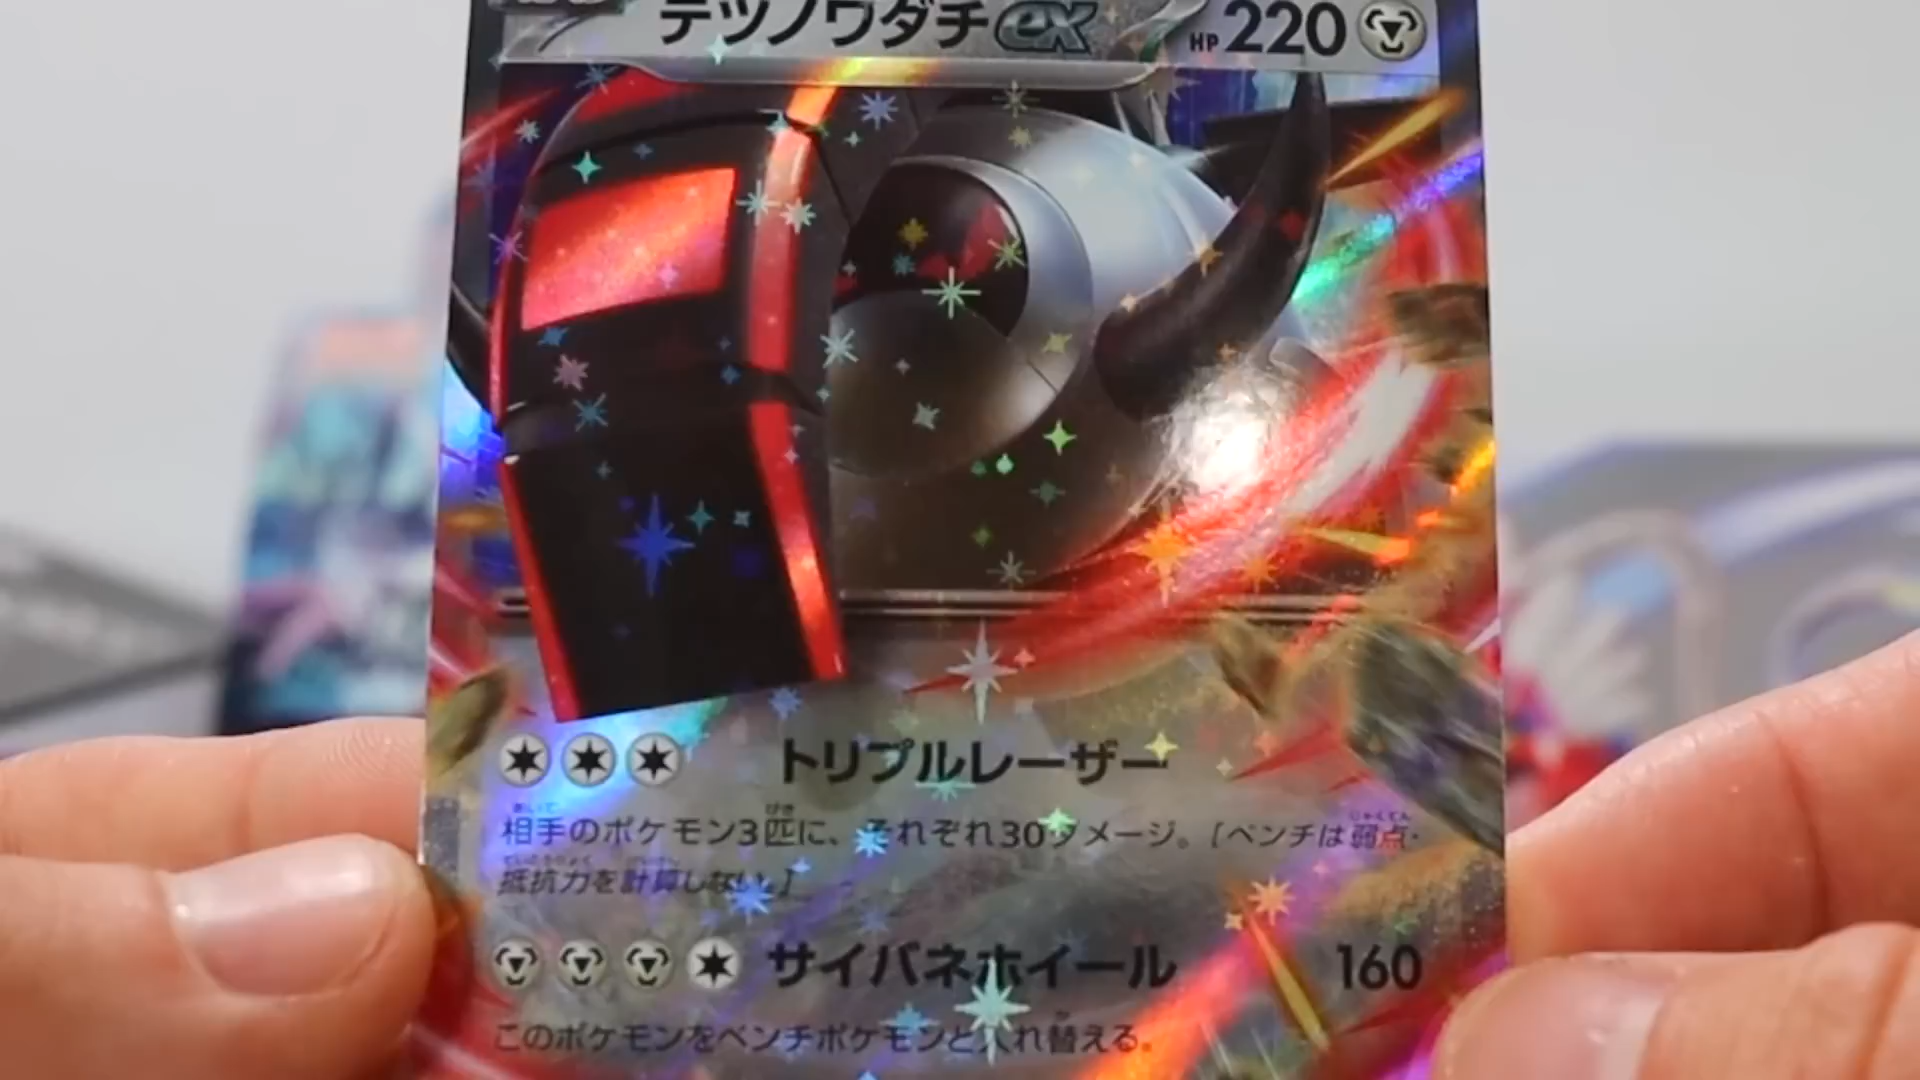 テツノワダチex HP 220
トリプルレーザー
相手のポケモン3匹に、それぞれ30ダメージ。[ベンチは弱点・
抵抗力を計算しない。]
サイバネホイール 160
このポケモンをベンチポケモンと入れ替える。